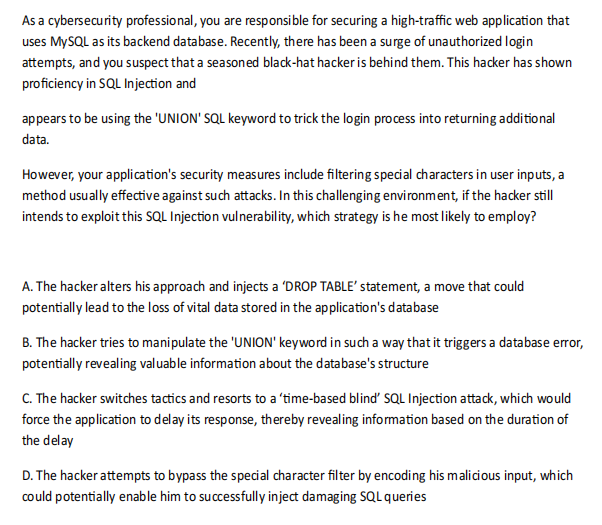 As a cybersecurity professional, you are responsible for securing a high-traffic web application that
uses MySQL as its backend database. Recently, there has been a surge of unauthorized login
attempts, and you suspect that a seasoned black-hat hacker is behind them. This hacker has shown
proficiency in SQL Injection and
appears to be using the 'UNION' SQL keyword to trick the login process into returning additional
data.
However, your application's security measures include filtering special characters in user inputs, a
method usually effective against such attacks. In this challenging environment, if the hacker still
intends to exploit this SQL Injection vulnerability, which strategy is he most likely to employ?
A. The hacker alters his approach and injects a ‘DROP TABLE’ statement, a move that could
potentially lead to the loss of vital data stored in the application's database
B. The hacker tries to manipulate the 'UNION' keyword in such a way that it triggers a database error,
potentially revealing valuable information about the database's structure
C. The hacker switches tactics and resorts to a ‘time-based blind’ SQL Injection attack, which would
force the application to delay its response, thereby revealing information based on the duration of
the delay
D. The hacker attempts to bypass the special character filter by encoding his malicious input, which
could potentially enable him to successfully inject damaging SQL queries